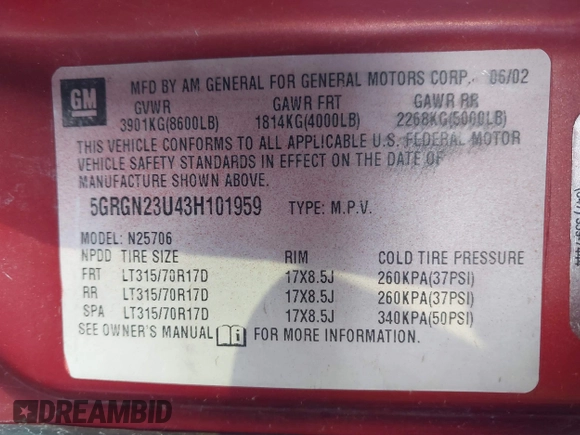 GM
MFD BY AM GENERAL FOR GENERAL MOTORS CORP. 06/02
GVWR GAWR FRT GAWR RR
3901KG(8600LB) 1814KG(4000LB) 2268KG(5000LB)
THIS VEHICLE CONFORMS TO ALL APPLICABLE U.S. FEDERAL MOTOR
VEHICLE SAFETY STANDARDS IN EFFECT ON THE DATE OF
MANUFACTURE SHOWN ABOVE.
5GRGN23U43H101959 TYPE: M.P.V.
MODEL: N25706
NPDD TIRE SIZE RIM COLD TIRE PRESSURE
FRT LT315/70R17D 17X8.5J 260KPA(37PSI)
RR LT315/70R17D 17X8.5J 260KPA(37PSI)
SPA LT315/70R17D 17X8.5J 340KPA(50PSI)
SEE OWNER'S MANUAL FOR MORE INFORMATION.
DREAMBID